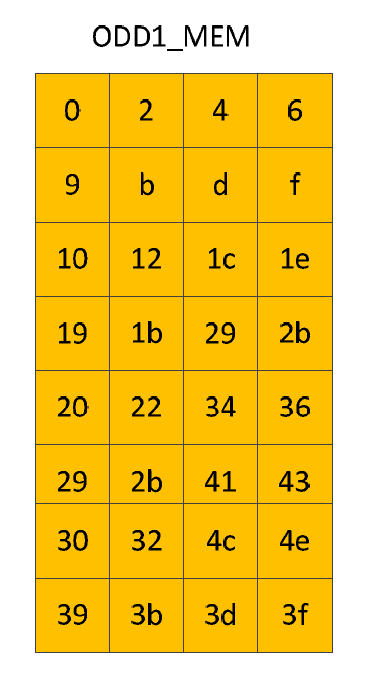 ODD1_MEM
0 2 4 6
9 b d f
10 12 1c 1e
19 1b 29 2b
20 22 34 36
29 2b 41 43
30 32 4c 4e
39 3b 3d 3f